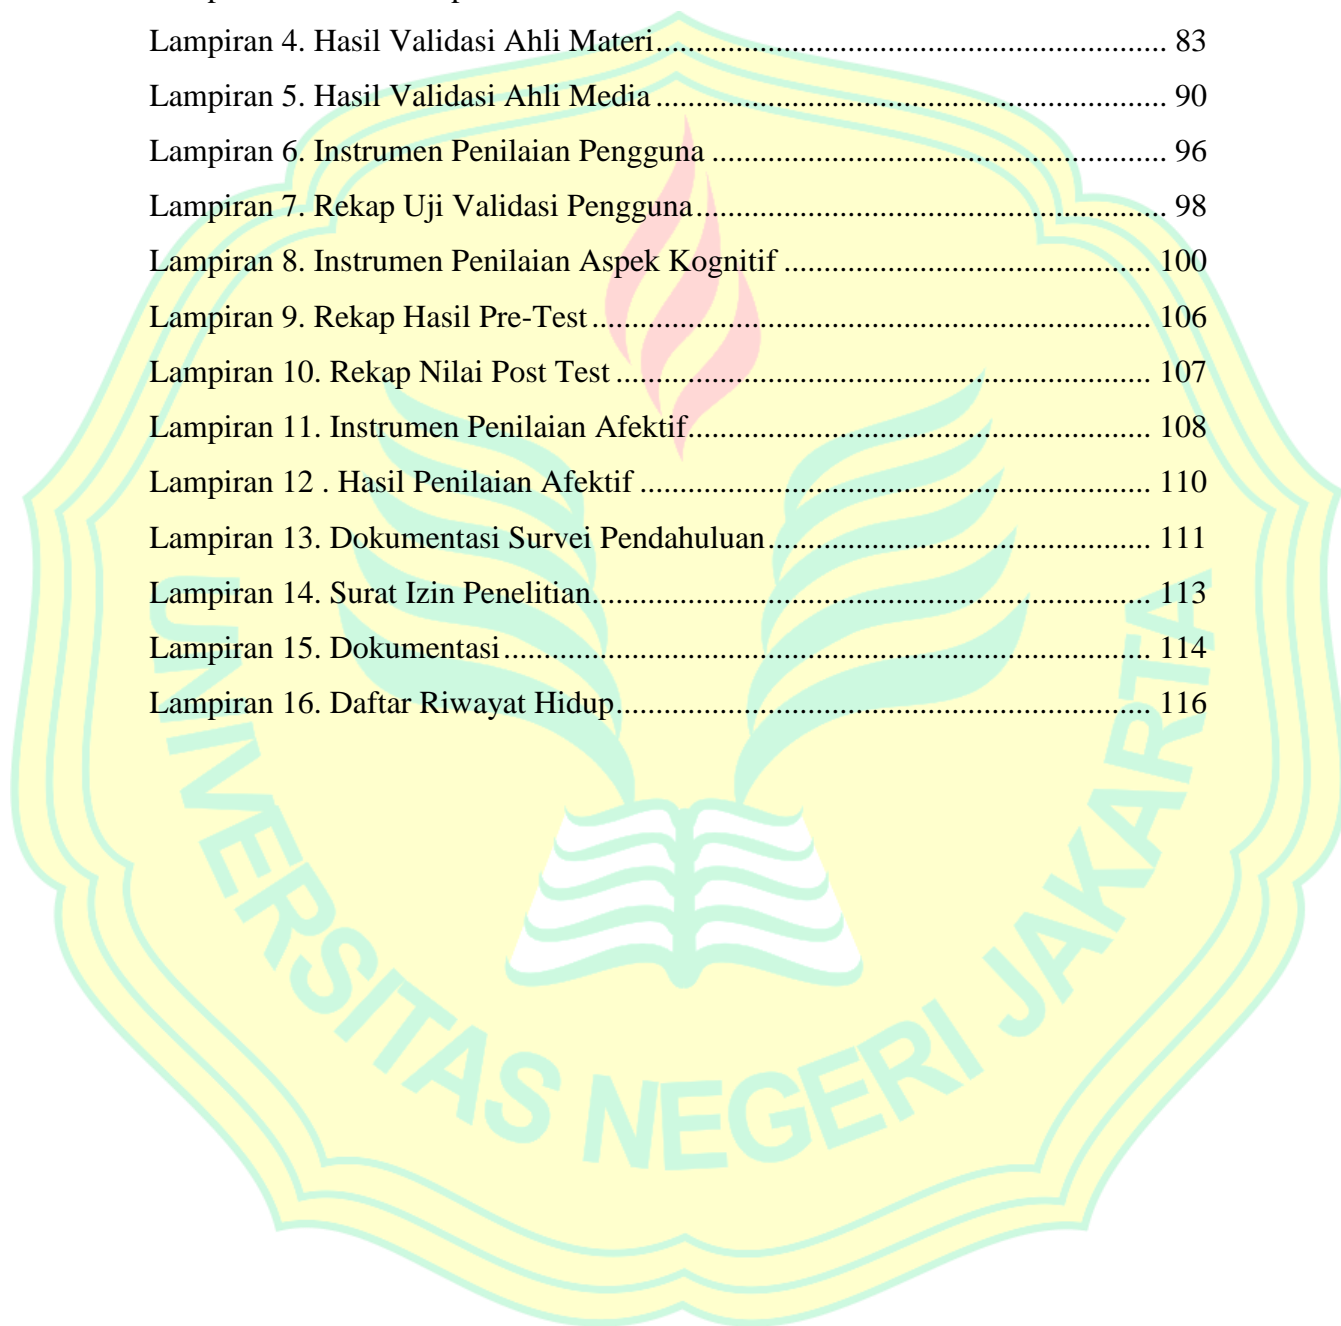 Lampiran 4. Hasil Validasi Ahli Materi................................................................ 83
Lampiran 5. Hasil Validasi Ahli Media ................................................................ 90
Lampiran 6. Instrumen Penilaian Pengguna ......................................................... 96
Lampiran 7. Rekap Uji Validasi Pengguna........................................................... 98
Lampiran 8. Instrumen Penilaian Aspek Kognitif .............................................. 100
Lampiran 9. Rekap Hasil Pre-Test ...................................................................... 106
Lampiran 10. Rekap Nilai Post Test ................................................................... 107
Lampiran 11. Instrumen Penilaian Afektif.......................................................... 108
Lampiran 12 . Hasil Penilaian Afektif ................................................................ 110
Lampiran 13. Dokumentasi Survei Pendahuluan................................................ 111
Lampiran 14. Surat Izin Penelitian...................................................................... 113
Lampiran 15. Dokumentasi ................................................................................. 114
Lampiran 16. Daftar Riwayat Hidup................................................................... 116
UNIVERSITAS NEGERI JAKARTA